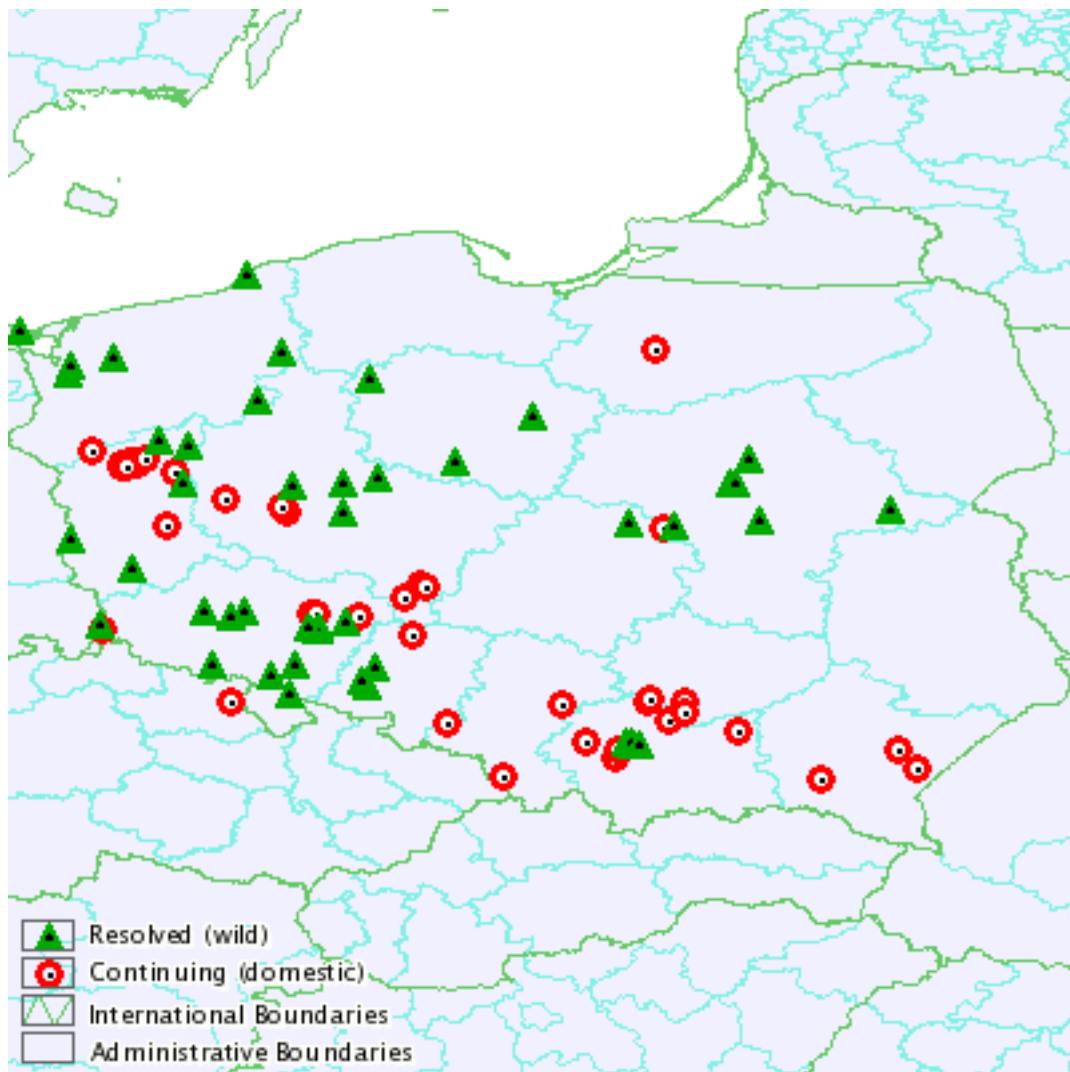 Resolved (wild)
Continuing (domestic)
International Boundaries
Administrative Boundaries